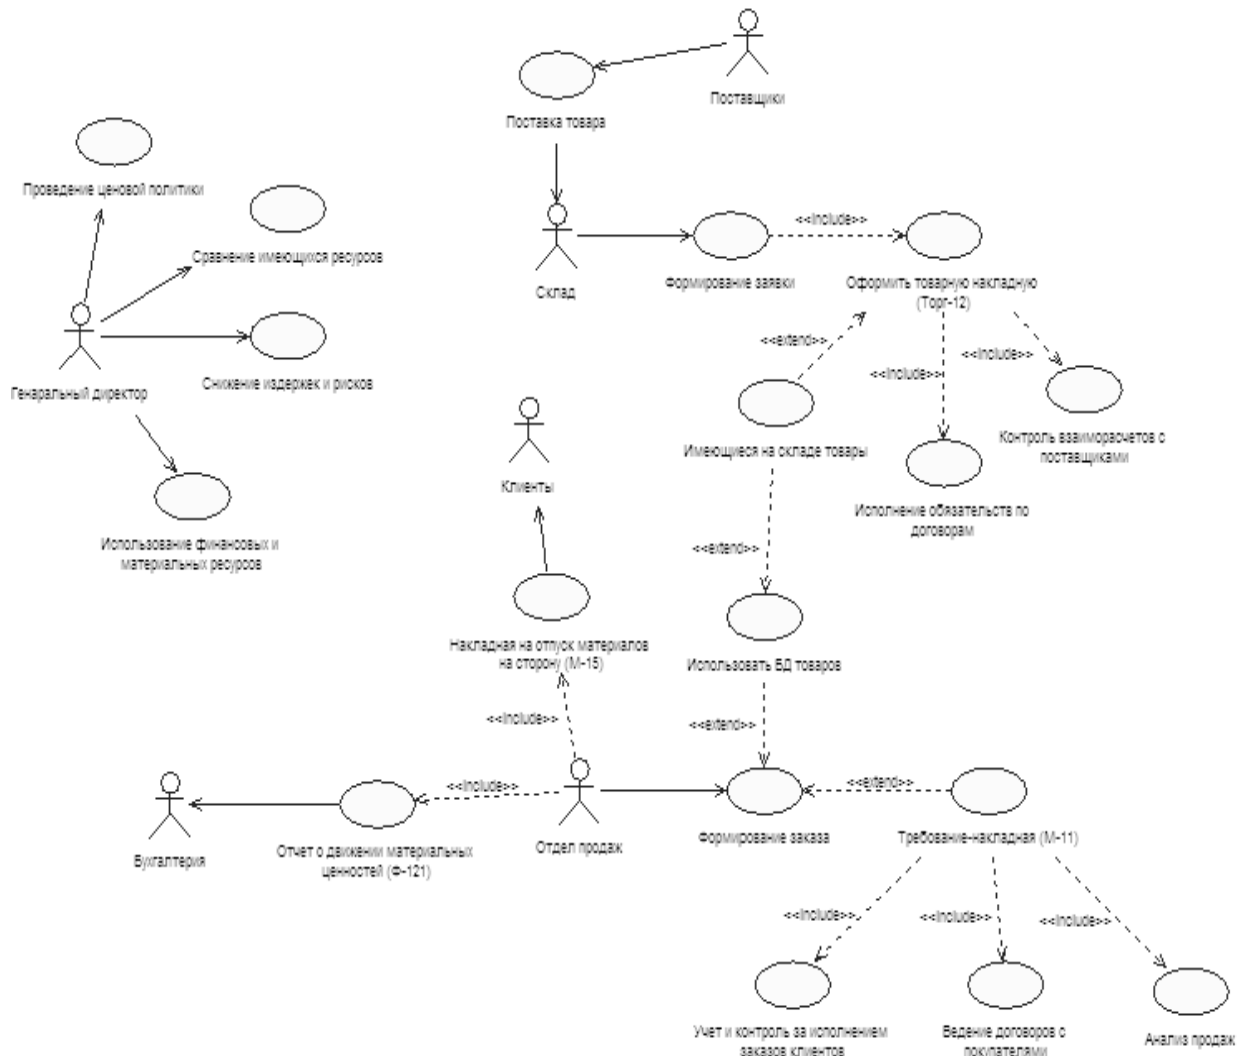 Поставщики
Поставка товара
Проведение ценовой политики
Сравнение имеющихся ресурсов
<<Include>>
Склад
Формирование заявки
Оформить товарную накладную
(Торг-12)
<<extend>>
<<Include>>
<<Include>>
Генаральный директор
Снижение издержек и рисков
Имеющиеся на складе товары
Контроль взаиморасчетов с
поставщиками
Клиенты
Исполнение обязательств по
договорам
Использование финансовых и
материальных ресурсов
<<extend>>
Накладная на отпуск материалов
на сторону (М-15)
Использовать БД товаров
<<Include>>
<<extend>>
<<Include>>
<<extend>>
Бухгалтерия
Отчет о движении материальных
ценностей (Ф-121)
Отдел продаж
Формирование заказа
Требование-накладная (М-11)
<<Include>>
<<Include>>
<<Include>>
Учет и контроль за исполнением
заказов клиентов
Ведение договоров с
покупателями
Анализ продаж